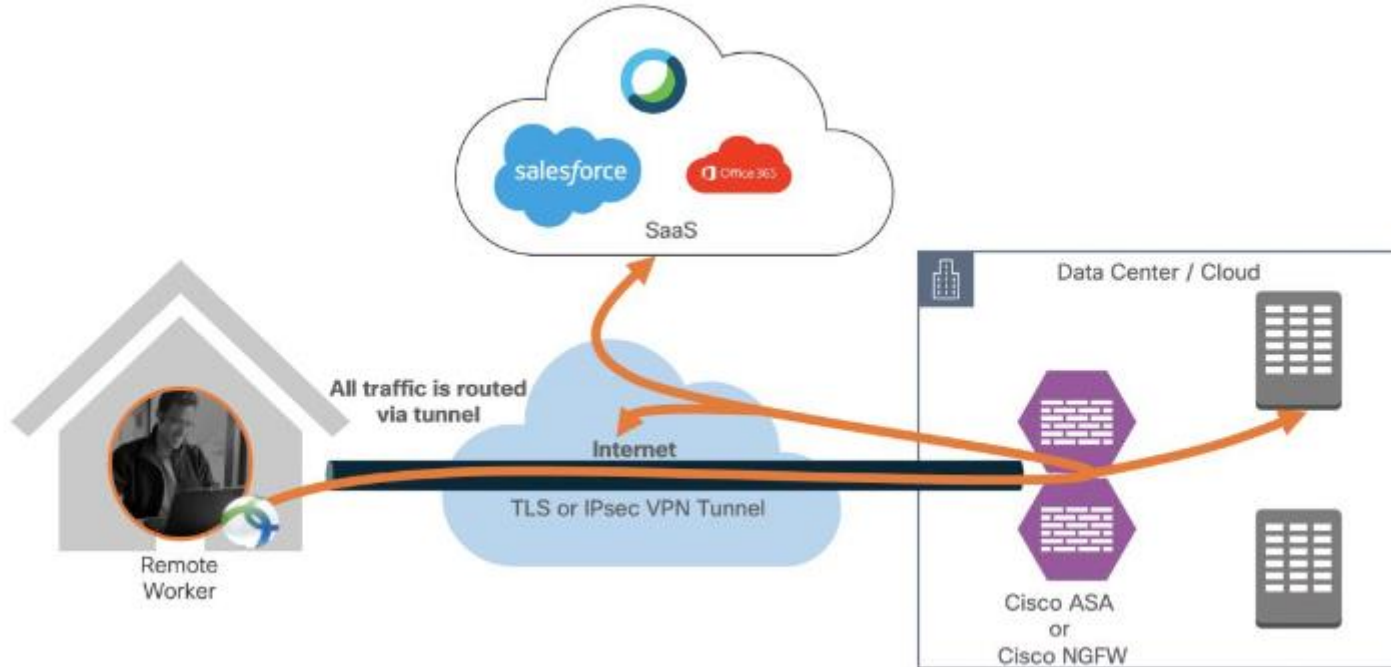 salesforce
Office 365
SaaS
Data Center / Cloud
All traffic is routed
via tunnel
Internet
TLS or IPsec VPN Tunnel
Remote
Worker
Cisco ASA
or
Cisco NGFW